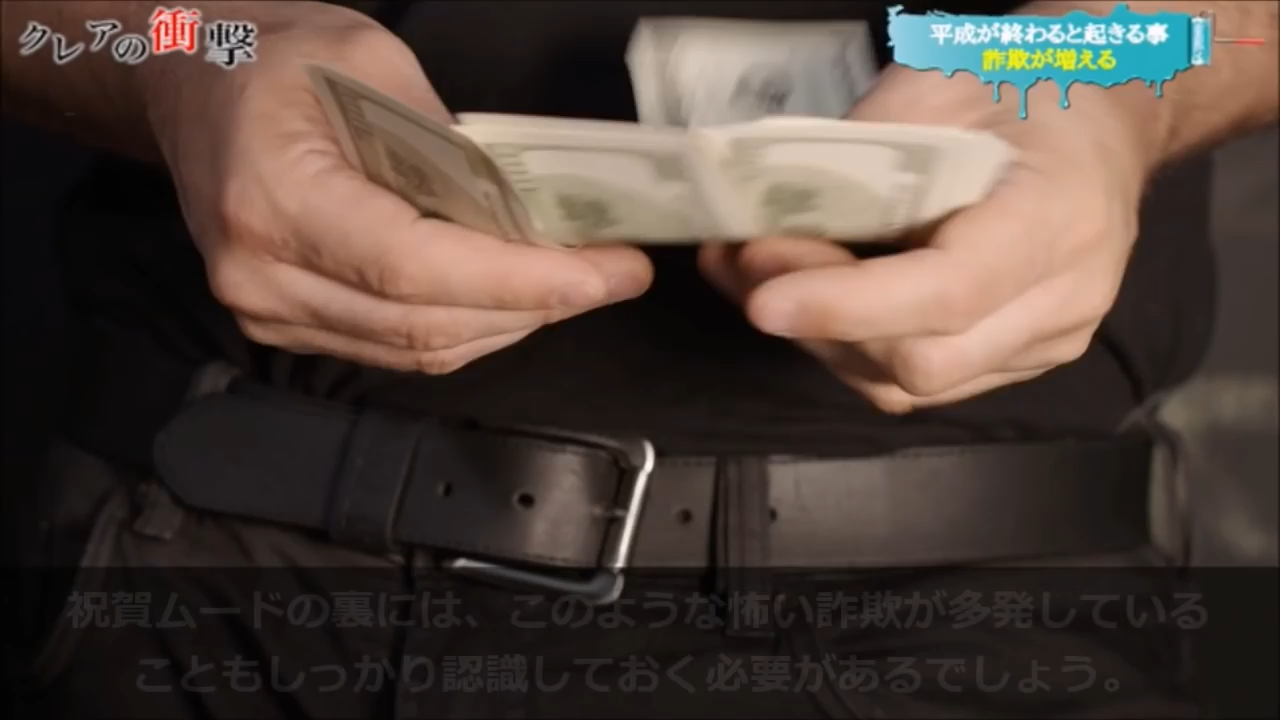 クレアの衝撃
平成が終わると起きる事
詐欺が増える
祝賀ムードの裏には、このような怖い詐欺が多発している
こともしっかり認識しておく必要があるでしょう。